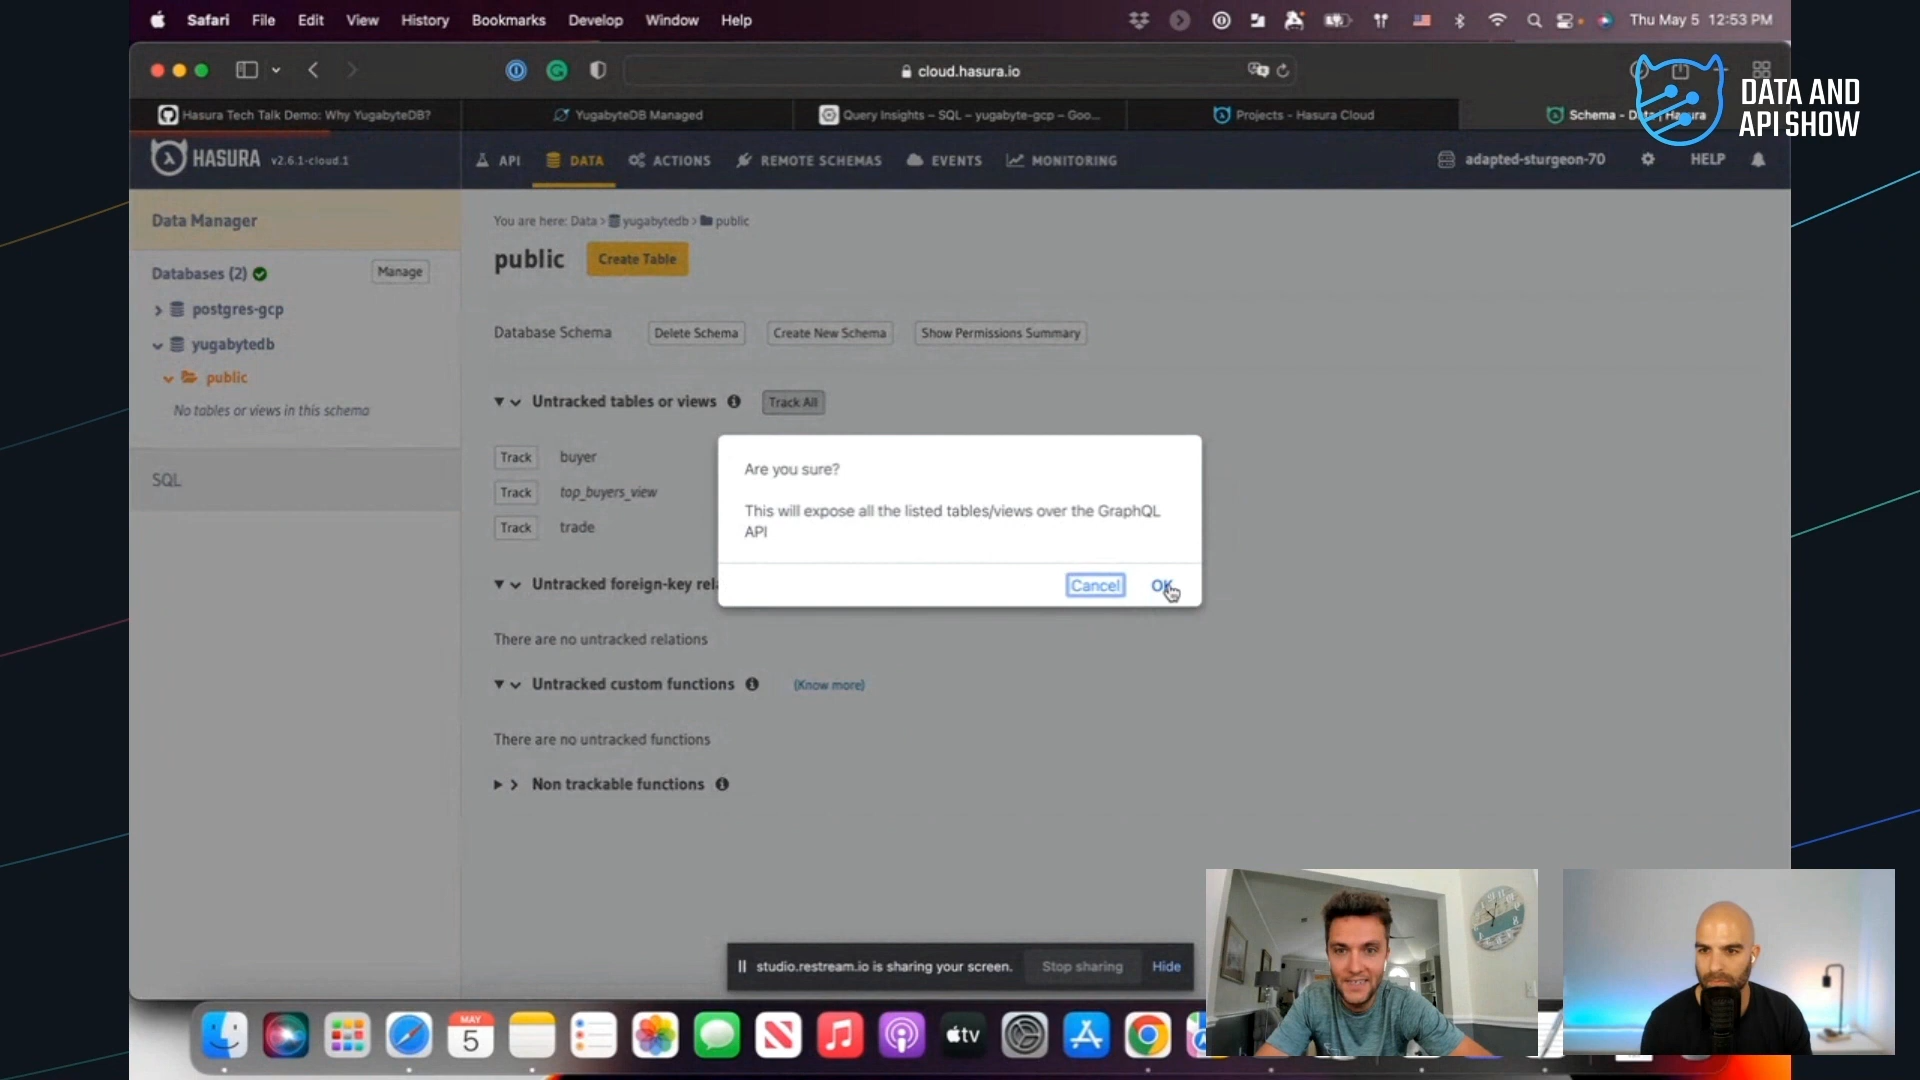 Safari File Edit View History Bookmarks Develop Window Help
Thu May 5 12:53 PM
cloud.hasura.io
DATA AND
API SHOW
Hasura Tech Talk Demo: Why YugabyteDB?
YugabyteDB Managed
Query Insights – SQL – yugabyte-gcp – Goo...
Projects - Hasura Cloud
HASURA v2.6.1-cloud.1
API DATA ACTIONS REMOTE SCHEMAS EVENTS MONITORING
adapted-sturgeon-70 HELP
Data Manager
Databases (2)
Manage
postgres-gcp
yugabytedb
public
No tables or views in this schema
SQL
You are here: Data > yugabytedb > public
public
Create Table
Database Schema
Delete Schema
Create New Schema
Show Permissions Summary
Untracked tables or views
Track All
Track buyer
Track top_buyers_view
Track trade
Are you sure?
This will expose all the listed tables/views over the GraphQL
API
Cancel OK
Untracked foreign-key rel
There are no untracked relations
Untracked custom functions (Know more)
There are no untracked functions
Non trackable functions
studio.restream.io is sharing your screen. Stop sharing Hide
MAY
5
tv